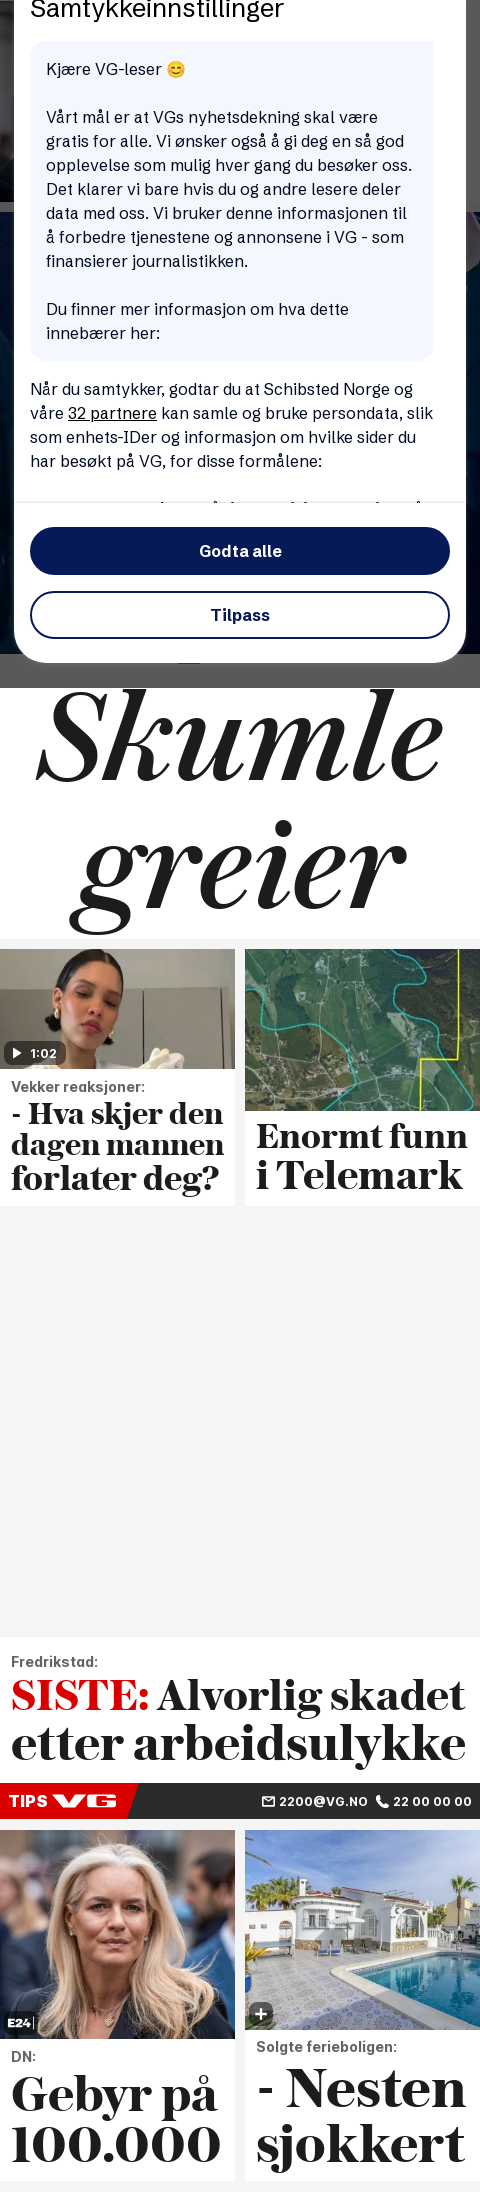 Samtykkeinnstillinger
Kjære VG-leser 😊
Vårt mål er at VGs nyhetsdekning skal være
gratis for alle. Vi ønsker også å gi deg en så god
opplevelse som mulig hver gang du besøker oss.
Det klarer vi bare hvis du og andre lesere deler
data med oss. Vi bruker denne informasjonen til
å forbedre tjenestene og annonsene i VG - som
finansierer journalistikken.
Du finner mer informasjon om hva dette
innebærer her:
Når du samtykker, godtar du at Schibsted Norge og
våre 32 partnere kan samle og bruke persondata, slik
som enhets-IDer og informasjon om hvilke sider du
har besøkt på VG, for disse formålene:
Godta alle
Tilpass
Skumle
greier
1:02
Vekker reaksjoner:
- Hva skjer den
dagen mannen
forlater deg?
Enormt funn
i Telemark
Fredrikstad:
SISTE: Alvorlig skadet
etter arbeidsulykke
TIPS VG
2200@VG.NO 22 00 00 00
E24
DN:
Gebyr på
100.000
Solgte ferieboligen:
- Nesten
sjokkert